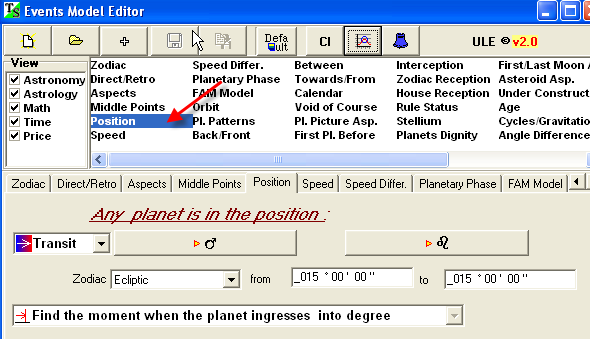 TS Events Model Editor
Defa
ult
CI
ULE © v2.0
View
Astronomy
Astrology
Math
Time
Price
Zodiac Speed Differ. Between Interception First/Last Moon
Direct/Retro Planetary Phase Towards/From Zodiac Reception Asteroid Asp.
Aspects FAM Model Calendar House Reception Under Construct
Middle Points Orbit Void of Course Rule Status Age
Position Pl. Patterns Pl. Picture Asp. Stellium Cycles/Gravitation
Speed Back/Front First Pl. Before Planets Dignity Angle Difference
Zodiac Direct/Retro Aspects Middle Points Position Speed Speed Differ. Planetary Phase FAM Model
Any planet is in the position :
Transit ♂ ♌
Zodiac Ecliptic from _015 ° 00 ' 00 " to _015 ° 00 ' 00 "
Find the moment when the planet ingresses into degree